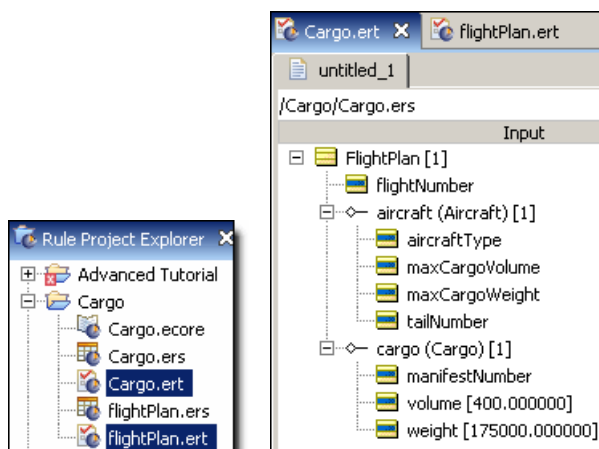 Rule Project Explorer
Advanced Tutorial
Cargo
Cargo.ecore
Cargo.ers
Cargo.ert
flightPlan.ers
flightPlan.ert
Cargo.ert flightPlan.ert
untitled_1
/Cargo/Cargo.ers
Input
FlightPlan [1]
flightNumber
aircraft (Aircraft) [1]
aircraftType
maxCargoVolume
maxCargoWeight
tailNumber
cargo (Cargo) [1]
manifestNumber
volume [400.000000]
weight [175000.000000]